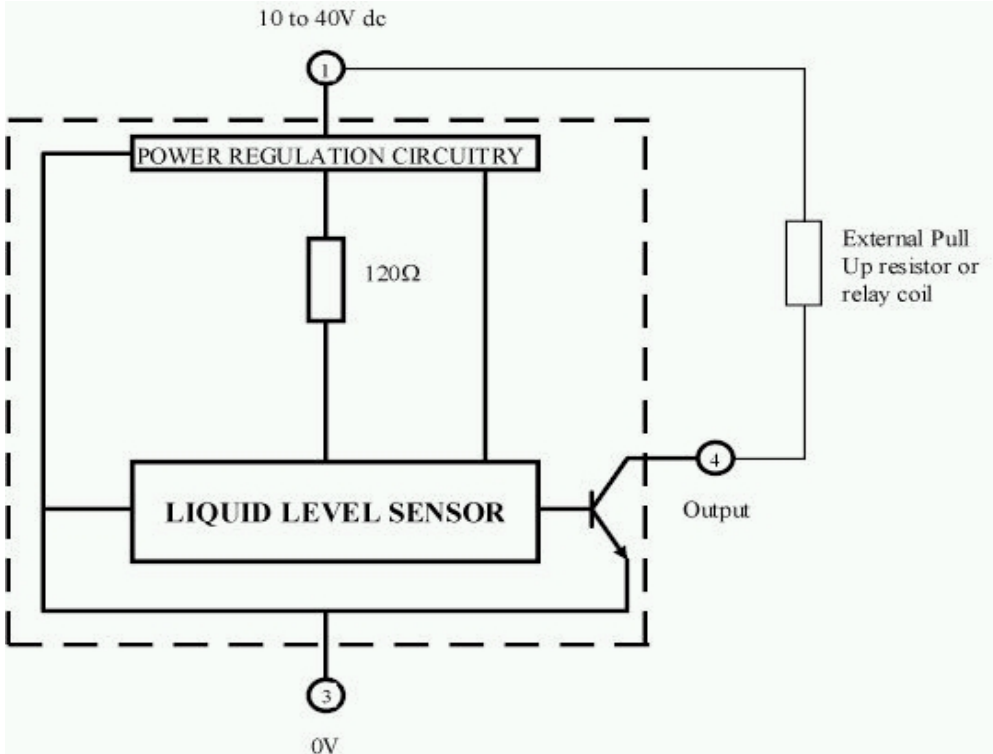 10 to 40V dc
1
POWER REGULATION CIRCUITRY
120Ω
External Pull
Up resistor or
relay coil
4
LIQUID LEVEL SENSOR
Output
3
0V